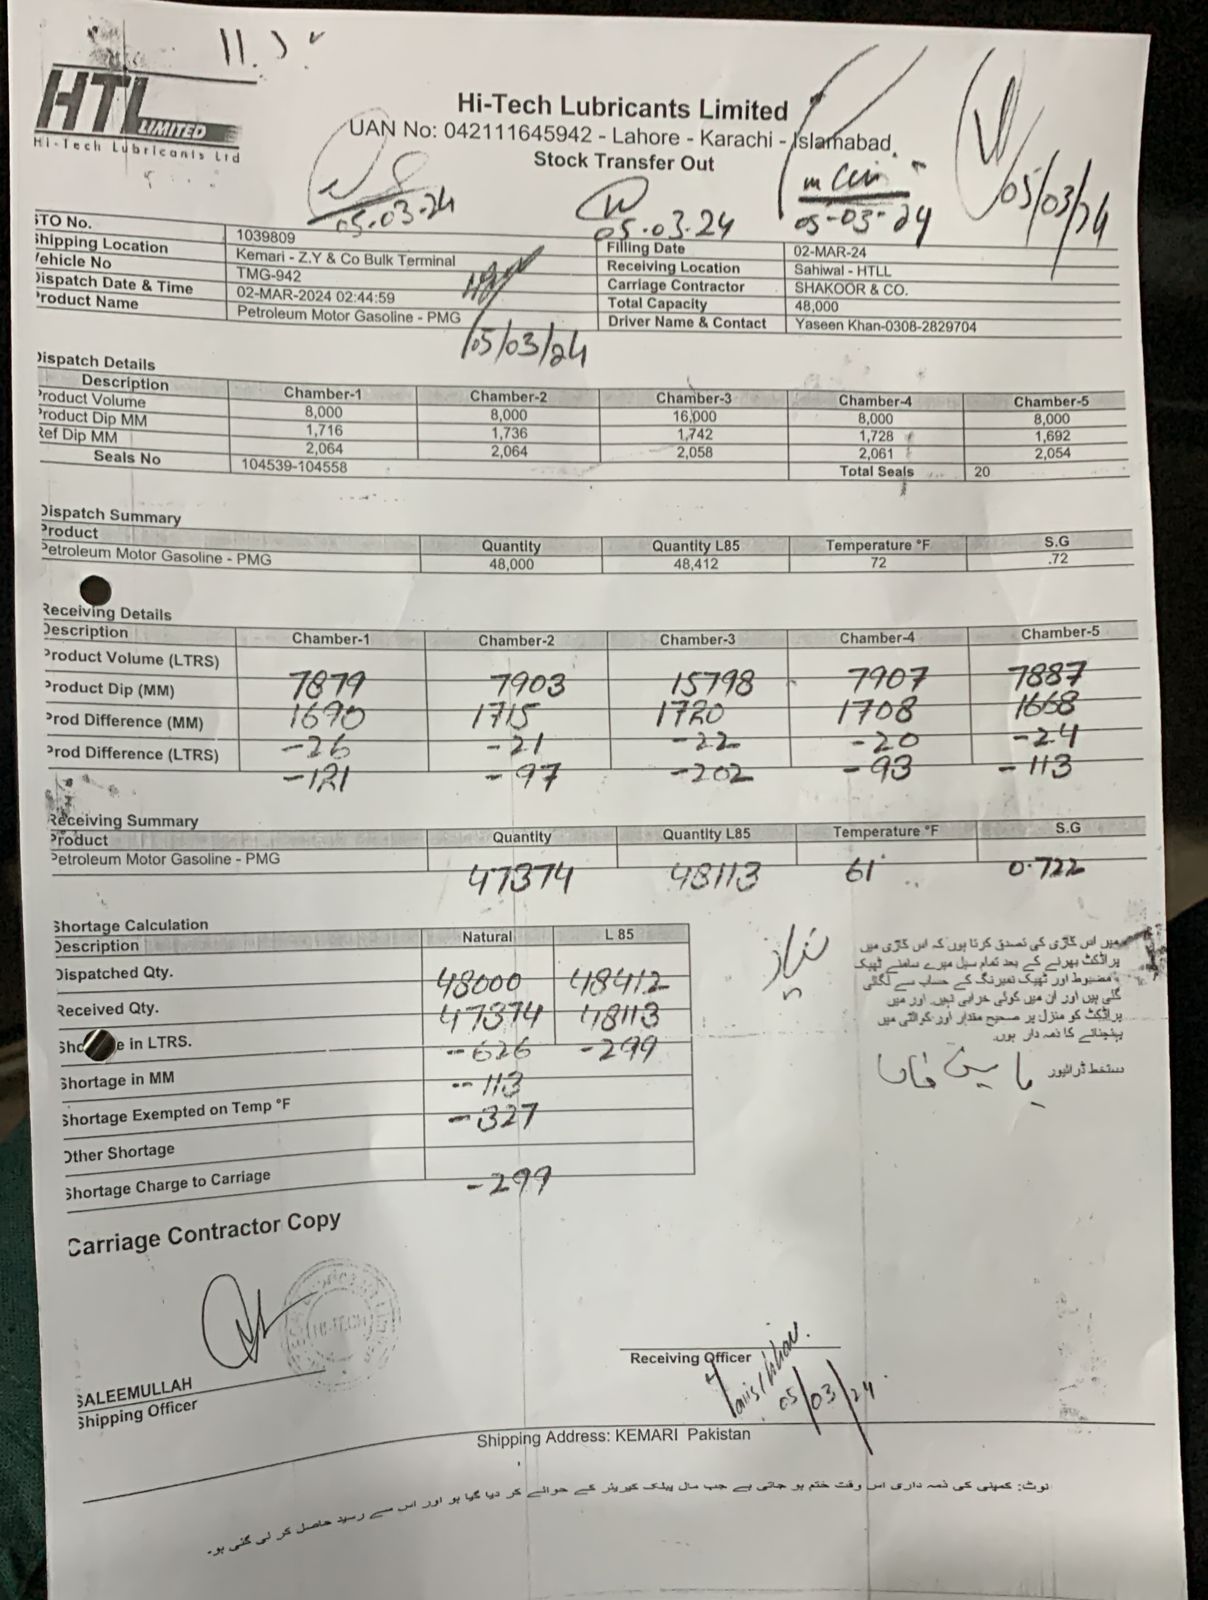 HTL LIMITED
Hi-Tech Lubricants Ltd
Hi-Tech Lubricants Limited
UAN No: 042111645942 - Lahore - Karachi - Islamabad
Stock Transfer Out
05-03-24
05-03-24
05-03-24
05/03/24
STO No. 1039809 Filling Date 02-MAR-24
Shipping Location Kemari - Z.Y & Co Bulk Terminal Receiving Location Sahiwal - HTLL
Vehicle No TMG-942 Carriage Contractor SHAKOOR & CO.
Dispatch Date & Time 02-MAR-2024 02:44:59 Total Capacity 48,000
Product Name Petroleum Motor Gasoline - PMG Driver Name & Contact Yaseen Khan-0308-2829704
05/03/24
Dispatch Details
Description Chamber-1 Chamber-2 Chamber-3 Chamber-4 Chamber-5
Product Volume 8,000 8,000 16,000 8,000 8,000
Product Dip MM 1,716 1,736 1,742 1,728 1,692
Ref Dip MM 2,064 2,064 2,058 2,061 2,054
Seals No 104539-104558 Total Seals 20
Dispatch Summary
Product Quantity Quantity L85 Temperature °F S.G
Petroleum Motor Gasoline - PMG 48,000 48,412 72 .72
Receiving Details
Description Chamber-1 Chamber-2 Chamber-3 Chamber-4 Chamber-5
Product Volume (LTRS) 7879 7903 15798 7907 7887
Product Dip (MM) 1690 1715 1720 1708 1668
Prod Difference (MM) -26 -21 -22 -20 -24
Prod Difference (LTRS) -121 -97 -202 -93 -113
Receiving Summary
Product Quantity Quantity L85 Temperature °F S.G
Petroleum Motor Gasoline - PMG 47374 48113 61 0.722
Shortage Calculation
Description Natural L 85
Dispatched Qty. 48000 48412
Received Qty. 47374 48113
e in LTRS. -626 -299
Shortage in MM -113
Shortage Exempted on Temp °F -327
Other Shortage
Shortage Charge to Carriage -299
میں اس گاڑی کی تصدق کرتا ہوں کہ اس گاڑی میں
پراڈکٹ بھرنے کے بعد تمام سیل میرے سامنے ٹھیک
مضبوط اور ٹھیک نمبرنگ کے حساب سے لگائی
گئی ہیں اور ان میں کوئی خرابی نہیں۔ اور میں
پراڈکٹ کو منزل پر صحیح مقدار اور کوالٹی میں
پہنچانے کا ذمہ دار ہوں۔
دستخط ڈرائیور یاسین خان
Carriage Contractor Copy
HI-TECH
SALEEMULLAH
Shipping Officer
Receiving Officer
05/03/24
Shipping Address: KEMARI Pakistan
نوٹ: کمپنی کی ذمہ داری اس وقت ختم ہو جاتی ہے جب مال پبلک کیریئر کے حوالے کر دیا گیا ہو اور اس سے رسید حاصل کر لی گئی ہو۔